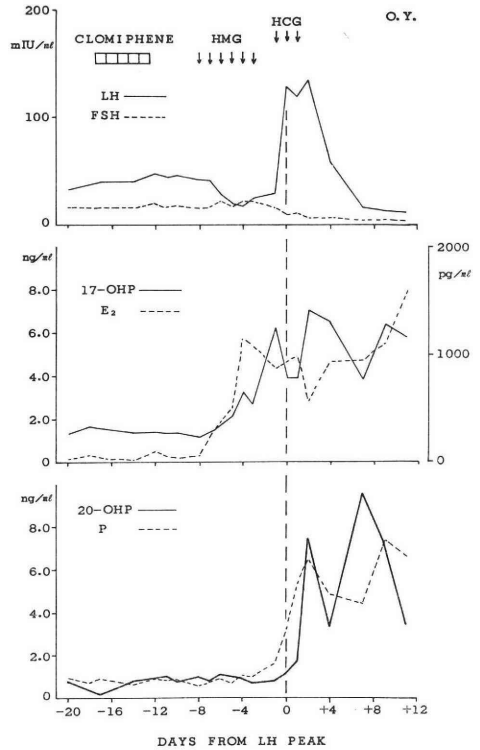 200
O.Y.
mIU/ml
HCG
CLOMIPHENE HMG
LH
FSH
100
0
ng/ml
2000
pg/ml
8.0
17-OHP
E₂
6.0
1000
4.0
2.0
0
0
ng/ml
20-OHP
P
8.0
6.0
4.0
2.0
0
-20 -16 -12 -8 -4 0 +4 +8 +12
DAYS FROM LH PEAK